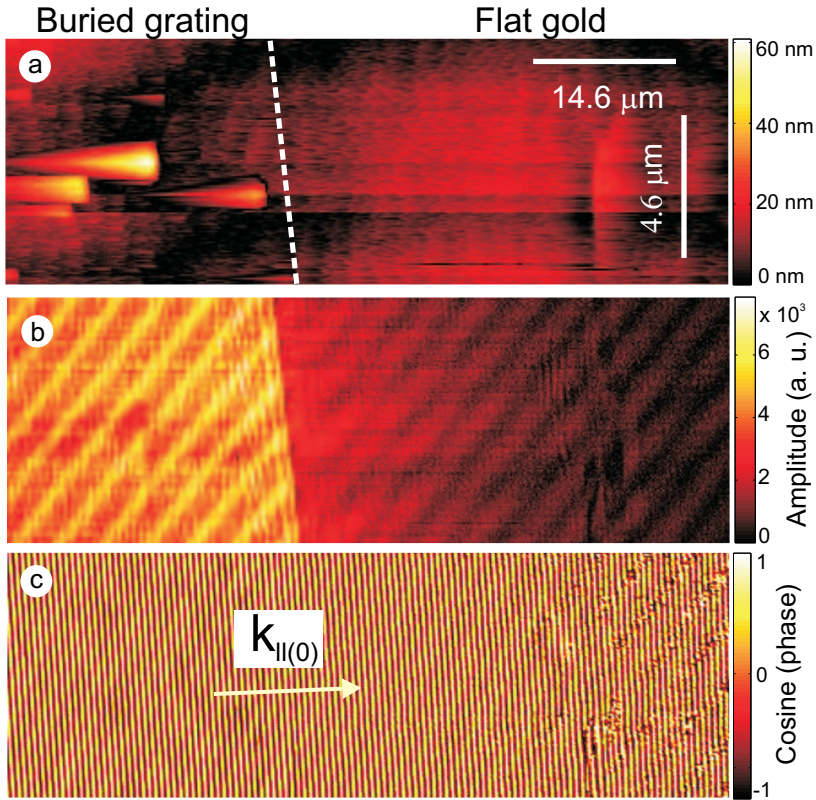 Buried grating Flat gold
a
14.6 μm
4.6 μm
60 nm
40 nm
20 nm
0 nm
b
x 10³
6
4
2
0
Amplitude (a. u.)
c
k||(0)
1
0
-1
Cosine (phase)